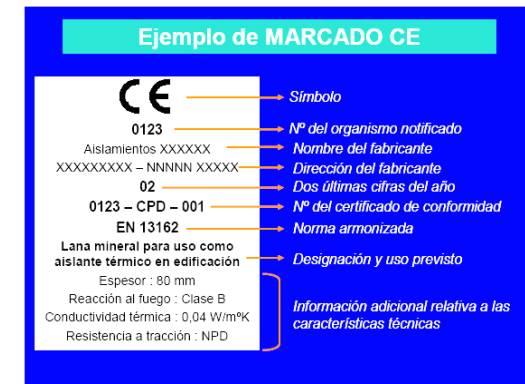 Ejemplo de MARCADO CE
CE
Símbolo
0123
Nº del organismo notificado
Aislamientos XXXXXX
Nombre del fabricante
XXXXXXXXX – NNNNN XXXXX
Dirección del fabricante
02
Dos últimas cifras del año
0123 – CPD – 001
Nº del certificado de conformidad
EN 13162
Norma armonizada
Lana mineral para uso como
aislante térmico en edificación
Designación y uso previsto
Espesor : 80 mm
Reacción al fuego : Clase B
Conductividad térmica : 0,04 W/mºK
Resistencia a tracción : NPD
Información adicional relativa a las
características técnicas